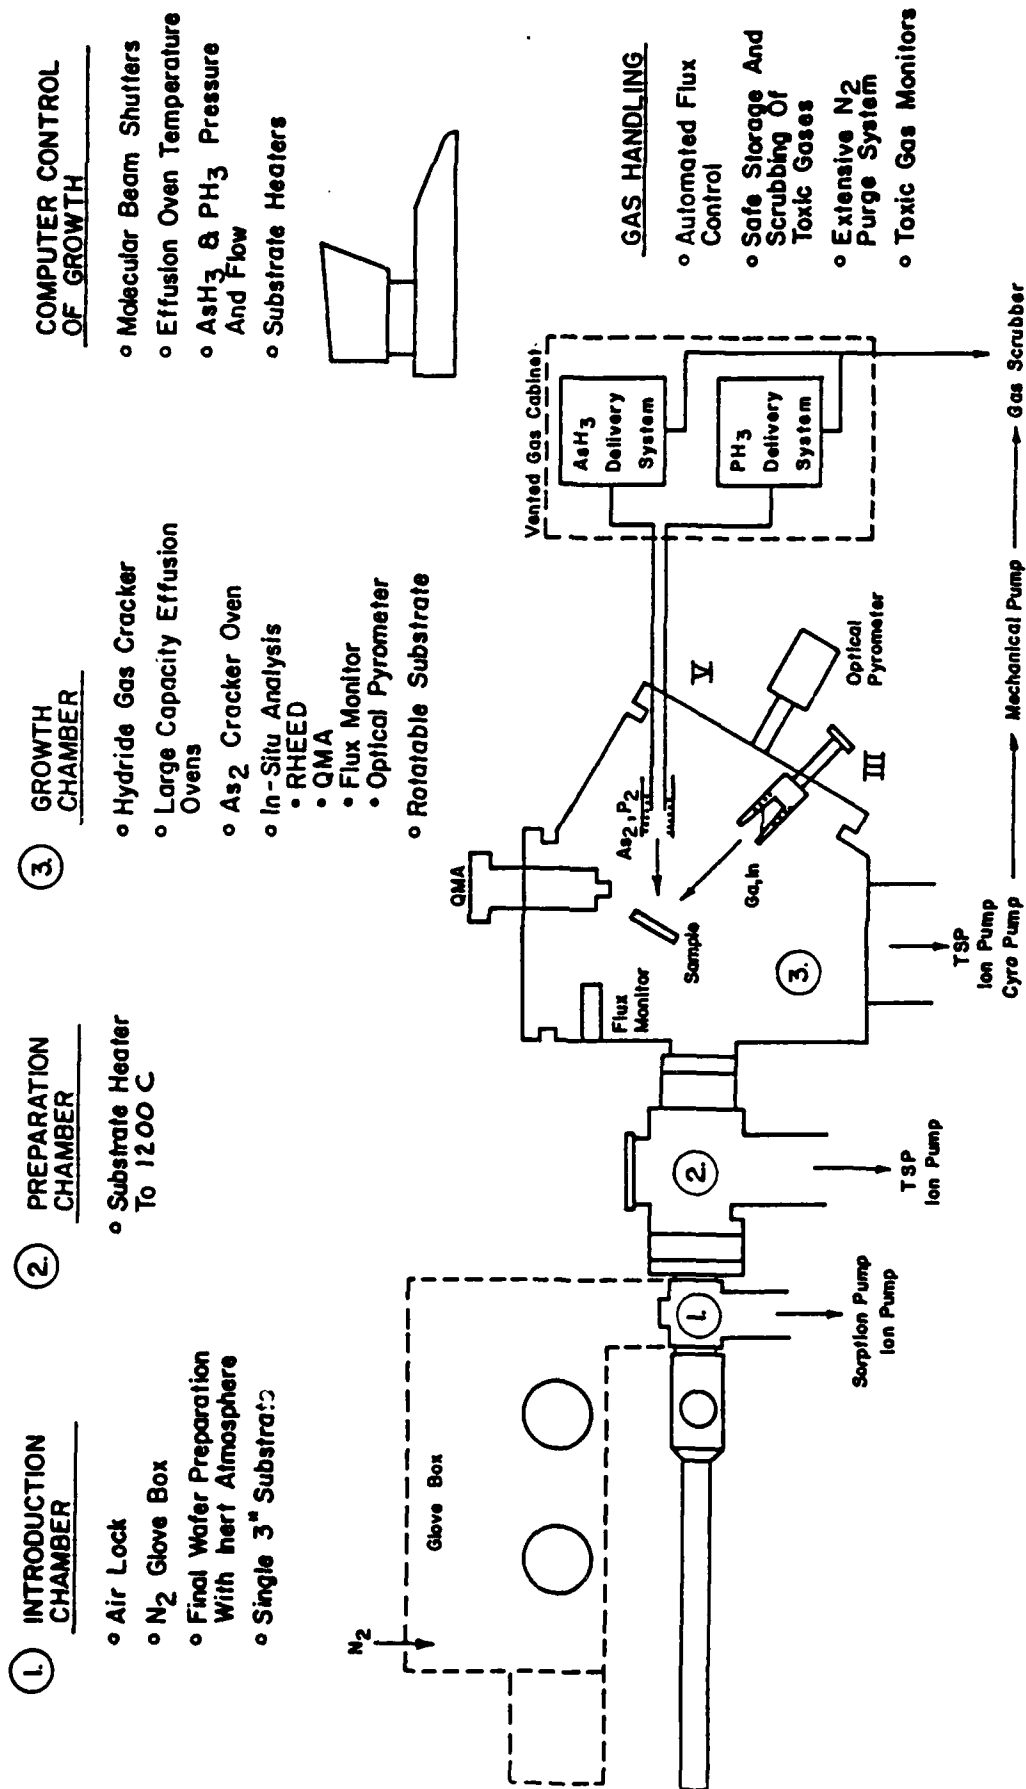 1. INTRODUCTION
CHAMBER
o Air Lock
o N2 Glove Box
o Final Wafer Preparation
With Inert Atmosphere
o Single 3" Substrate
2. PREPARATION
CHAMBER
o Substrate Heater
To 1200 C
3. GROWTH
CHAMBER
o Hydride Gas Cracker
o Large Capacity Effusion
Ovens
o As2 Cracker Oven
o In-Situ Analysis
• RHEED
• QMA
• Flux Monitor
• Optical Pyrometer
o Rotatable Substrate
COMPUTER CONTROL
OF GROWTH
o Molecular Beam Shutters
o Effusion Oven Temperature
o AsH3 & PH3 Pressure
And Flow
o Substrate Heaters
GAS HANDLING
o Automated Flux
Control
o Safe Storage And
Scrubbing Of
Toxic Gases
o Extensive N2
Purge System
o Toxic Gas Monitors
N2
Glove Box
1.
Sorption Pump
Ion Pump
2.
TSP
Ion Pump
QMA
Flux
Monitor
Sample
As2, P2
Ga, In
3.
V
III
Optical
Pyrometer
Vented Gas Cabinet
AsH3
Delivery
System
PH3
Delivery
System
TSP
Ion Pump
Cyro Pump
Mechanical Pump
Gas Scrubber